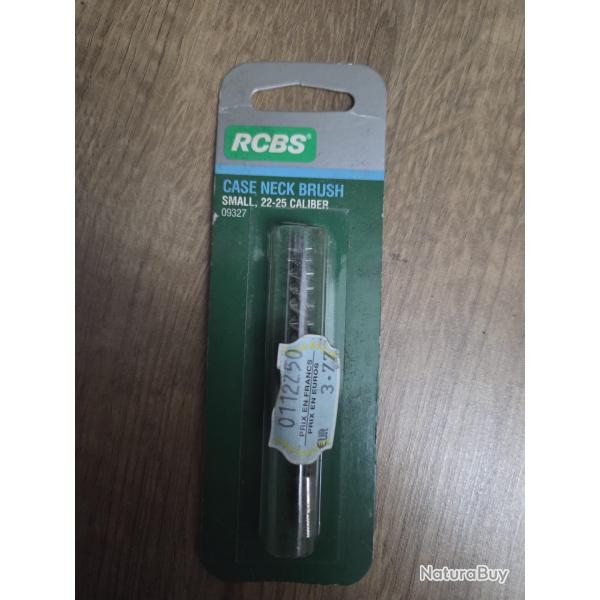 RCBS®
CASE NECK BRUSH
SMALL, 22-25 CALIBER
09327
PRIX EN FRANCS
PRIX EN EUROS
EUR 3.77
NaturaBuy